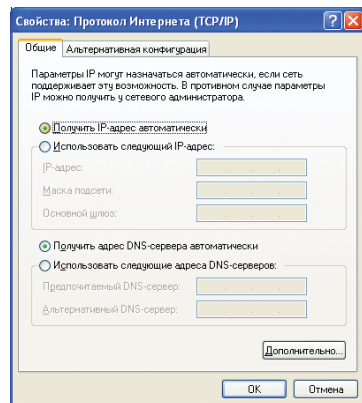 Свойства: Протокол Интернета (TCP/IP)
Общие
Альтернативная конфигурация
Параметры IP могут назначаться автоматически, если сеть
поддерживает эту возможность. В противном случае параметры
IP можно получить у сетевого администратора.
Получить IP-адрес автоматически
Использовать следующий IP-адрес:
IP-адрес:
Маска подсети:
Основной шлюз:
Получить адрес DNS-сервера автоматически
Использовать следующие адреса DNS-серверов:
Предпочитаемый DNS-сервер:
Альтернативный DNS-сервер:
Дополнительно...
OK
Отмена